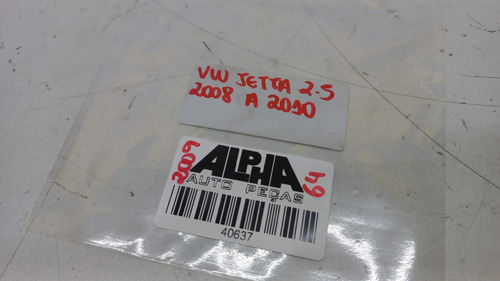 VW JETTA 2.5
2008 A 2010
2009
ALPHA
AUTO PEÇAS
64
40637